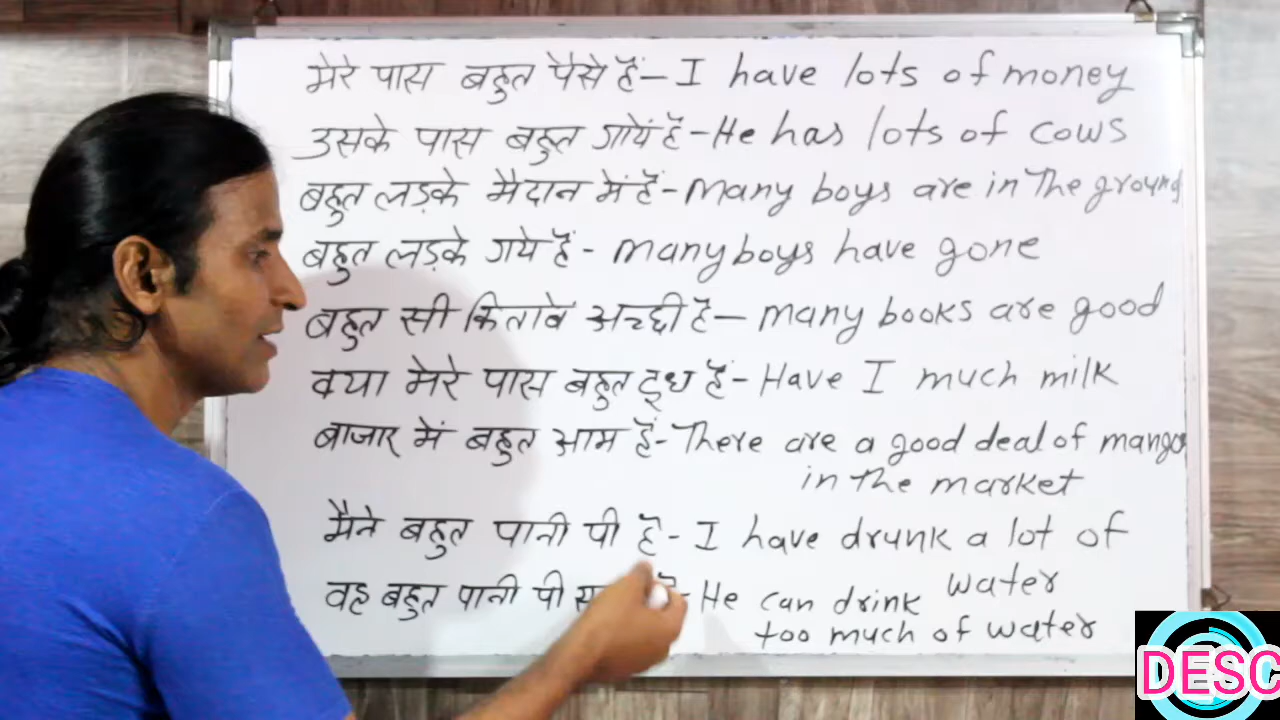 मेरे पास बहुत पैसे हैं – I have lots of money
उसके पास बहुत गायें हैं - He has lots of cows
बहुत लड़के मैदान में हैं - Many boys are in The ground
बहुत लड़के गये हैं - Many boys have gone
बहुत सी किताबें अच्छी है – Many books are good
क्या मेरे पास बहुत दूध हैं - Have I much milk
बाजार में बहुत आम हैं - There are a good deal of
in the market
मैने बहुत पानी पी है - I have drunk a lot of
water
वह बहुत पानी पी - He can drink
too much of water
DESC